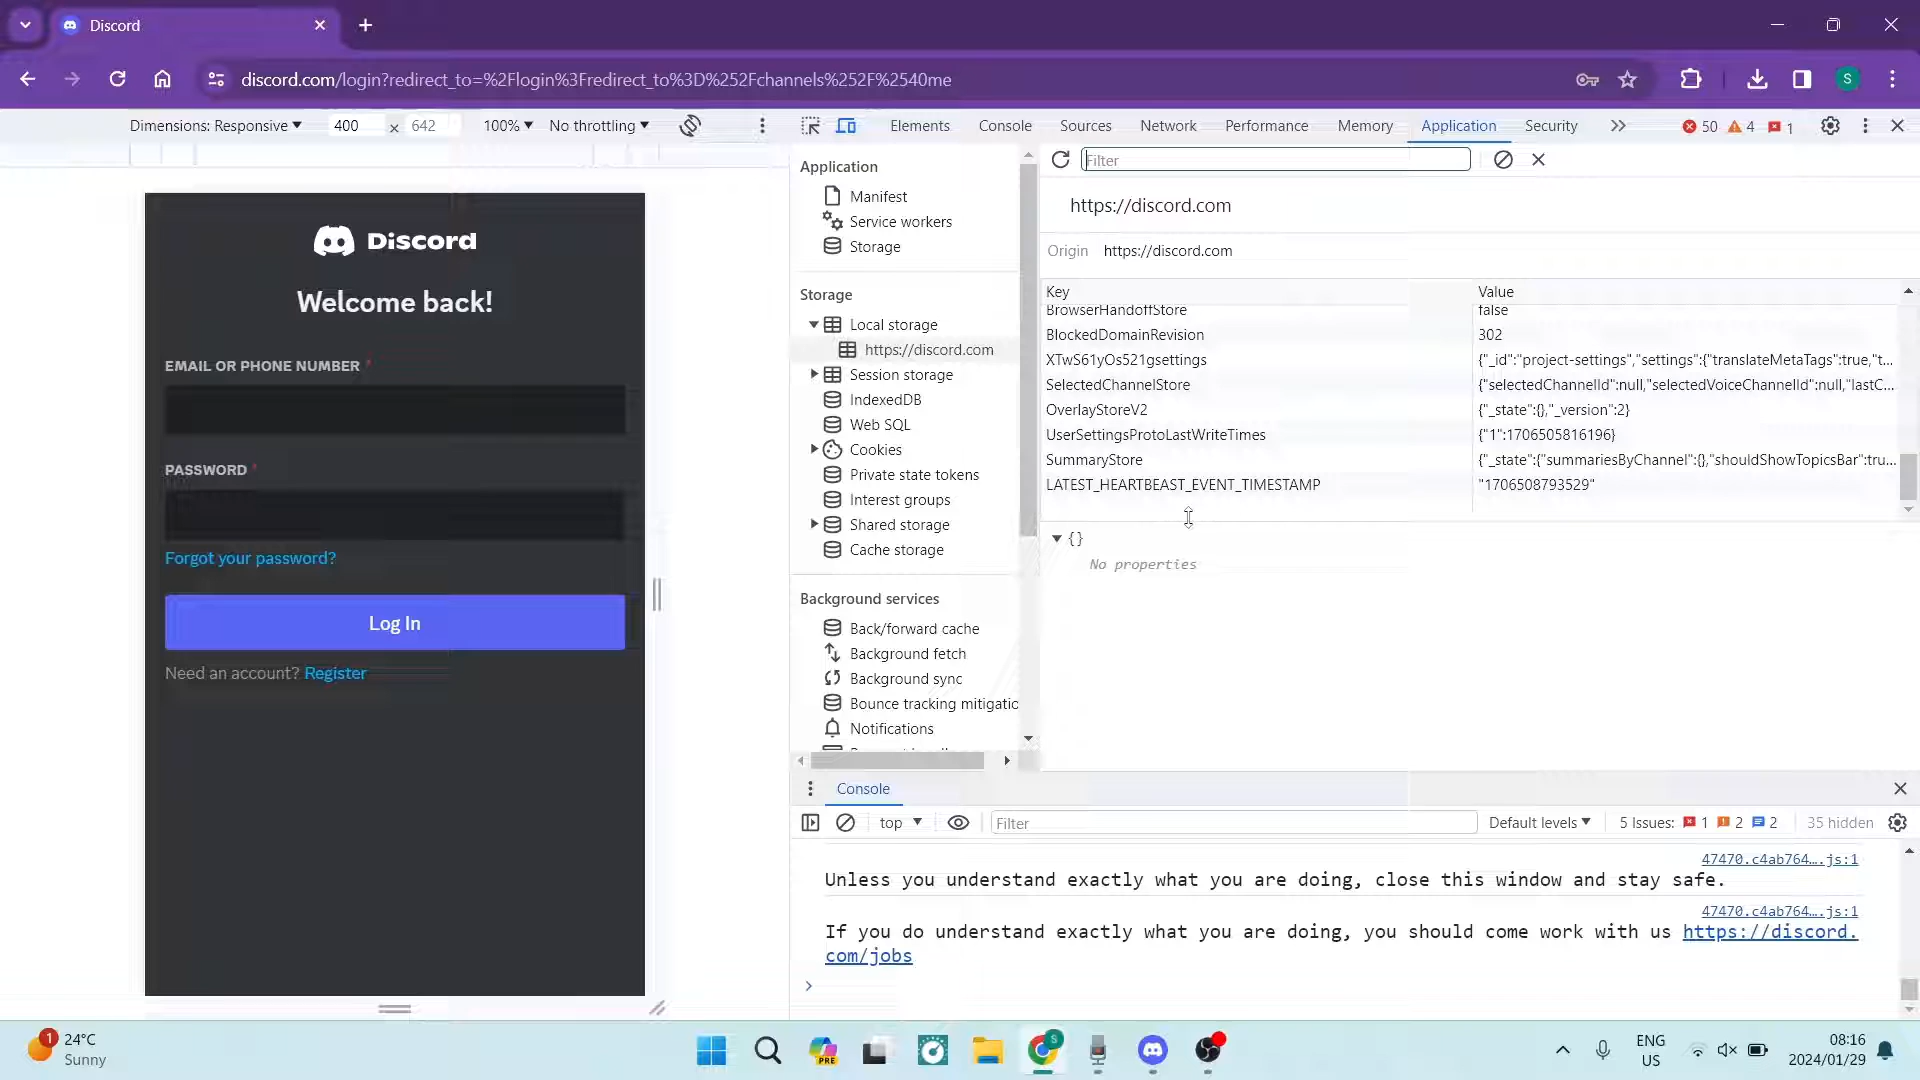 Discord
discord.com/login?redirect_to=%2Flogin%3Fredirect_to%3D%252Fchannels%252F%2540me
S
Dimensions: Responsive
400 x 642
100%
No throttling
Elements
Console
Sources
Network
Performance
Memory
Application
Security
50
4
1
Discord
Welcome back!
EMAIL OR PHONE NUMBER *
PASSWORD *
Forgot your password?
Log In
Need an account? Register
Application
Manifest
Service workers
Storage
Storage
Local storage
https://discord.com
Session storage
IndexedDB
Web SQL
Cookies
Private state tokens
Interest groups
Shared storage
Cache storage
Background services
Back/forward cache
Background fetch
Background sync
Bounce tracking mitigatio
Notifications
Filter
https://discord.com
Origin https://discord.com
Key Value
BrowserHandoffStore false
BlockedDomainRevision 302
XTwS61yOs521gsettings {"_id":"project-settings","settings":{"translateMetaTags":true,"t...
SelectedChannelStore {"selectedChannelId":null,"selectedVoiceChannelId":null,"lastC...
OverlayStoreV2 {"_state":{},"_version":2}
UserSettingsProtoLastWriteTimes {"1":1706505816196}
SummaryStore {"_state":{"summariesByChannel":{},"shouldShowTopicsBar":tru...
LATEST_HEARTBEAST_EVENT_TIMESTAMP "1706508793529"
{}
No properties
Console
top
Filter
Default levels
5 Issues: 1 2 2
35 hidden
47470.c4ab764….js:1
Unless you understand exactly what you are doing, close this window and stay safe.
47470.c4ab764….js:1
If you do understand exactly what you are doing, you should come work with us https://discord.
com/jobs
1
24°C
Sunny
PRE
S
ENG
US
08:16
2024/01/29